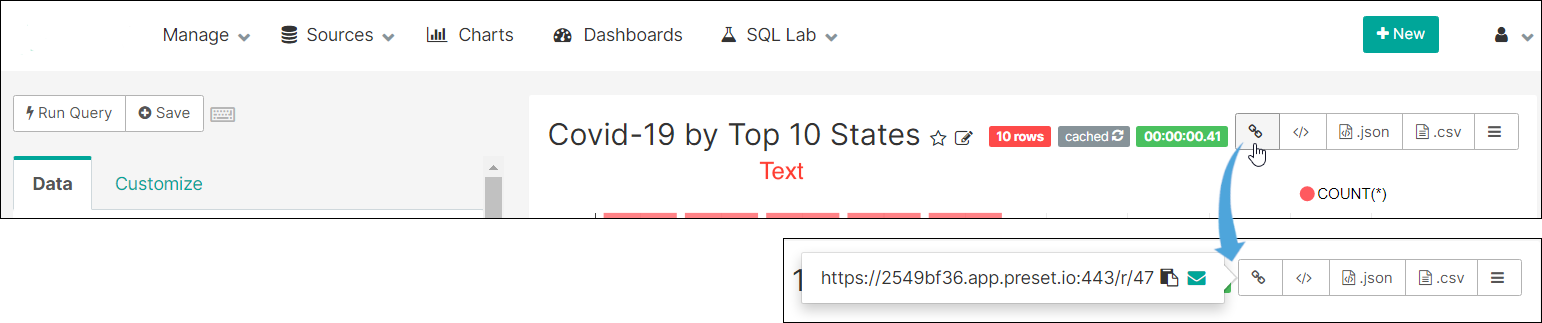 Manage Sources Charts Dashboards SQL Lab New
Run Query Save
Covid-19 by Top 10 States 10 rows cached 00:00:00.41 </> .json .csv
Text
Data Customize
COUNT(*)
https://2549bf36.app.preset.io:443/r/47 </> .json .csv